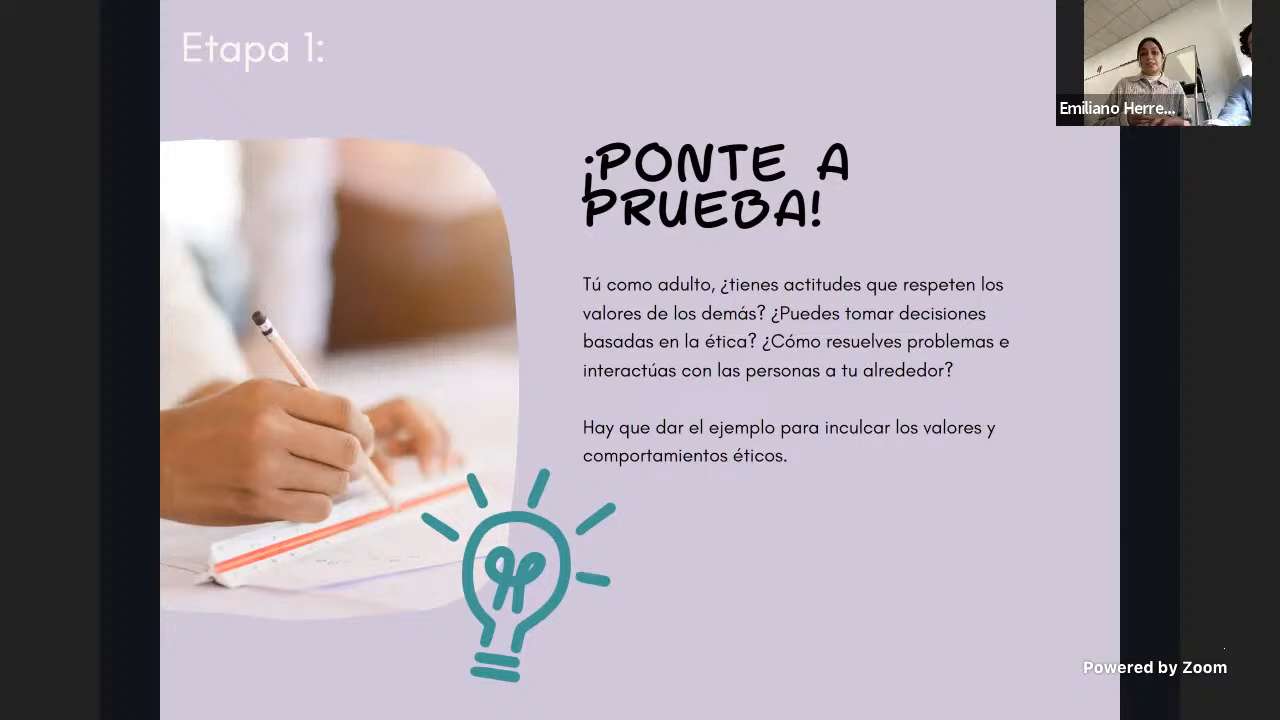 Etapa 1:
Emiliano Herre...
¡PONTE A
PRUEBA!
Tú como adulto, ¿tienes actitudes que respeten los
valores de los demás? ¿Puedes tomar decisiones
basadas en la ética? ¿Cómo resuelves problemas e
interactúas con las personas a tu alrededor?
Hay que dar el ejemplo para inculcar los valores y
comportamientos éticos.
Powered by Zoom